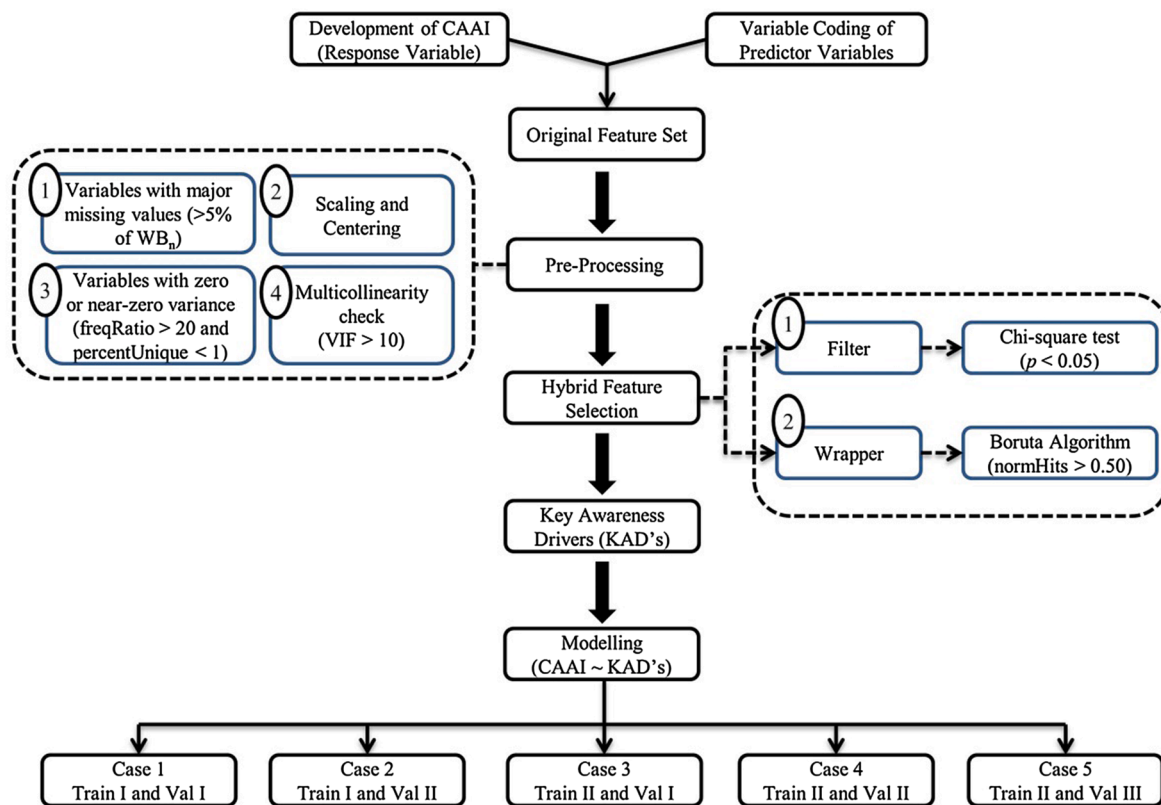 Development of CAAI
(Response Variable)
Variable Coding of
Predictor Variables
Original Feature Set
1
Variables with major
missing values (>5%
of WBn)
2
Scaling and
Centering
3
Variables with zero
or near-zero variance
(freqRatio > 20 and
percentUnique < 1)
4
Multicollinearity
check
(VIF > 10)
Pre-Processing
Hybrid Feature
Selection
1
Filter
Chi-square test
(p < 0.05)
2
Wrapper
Boruta Algorithm
(normHits > 0.50)
Key Awareness
Drivers (KAD’s)
Modelling
(CAAI ~ KAD’s)
Case 1
Train I and Val I
Case 2
Train I and Val II
Case 3
Train II and Val I
Case 4
Train II and Val II
Case 5
Train II and Val III